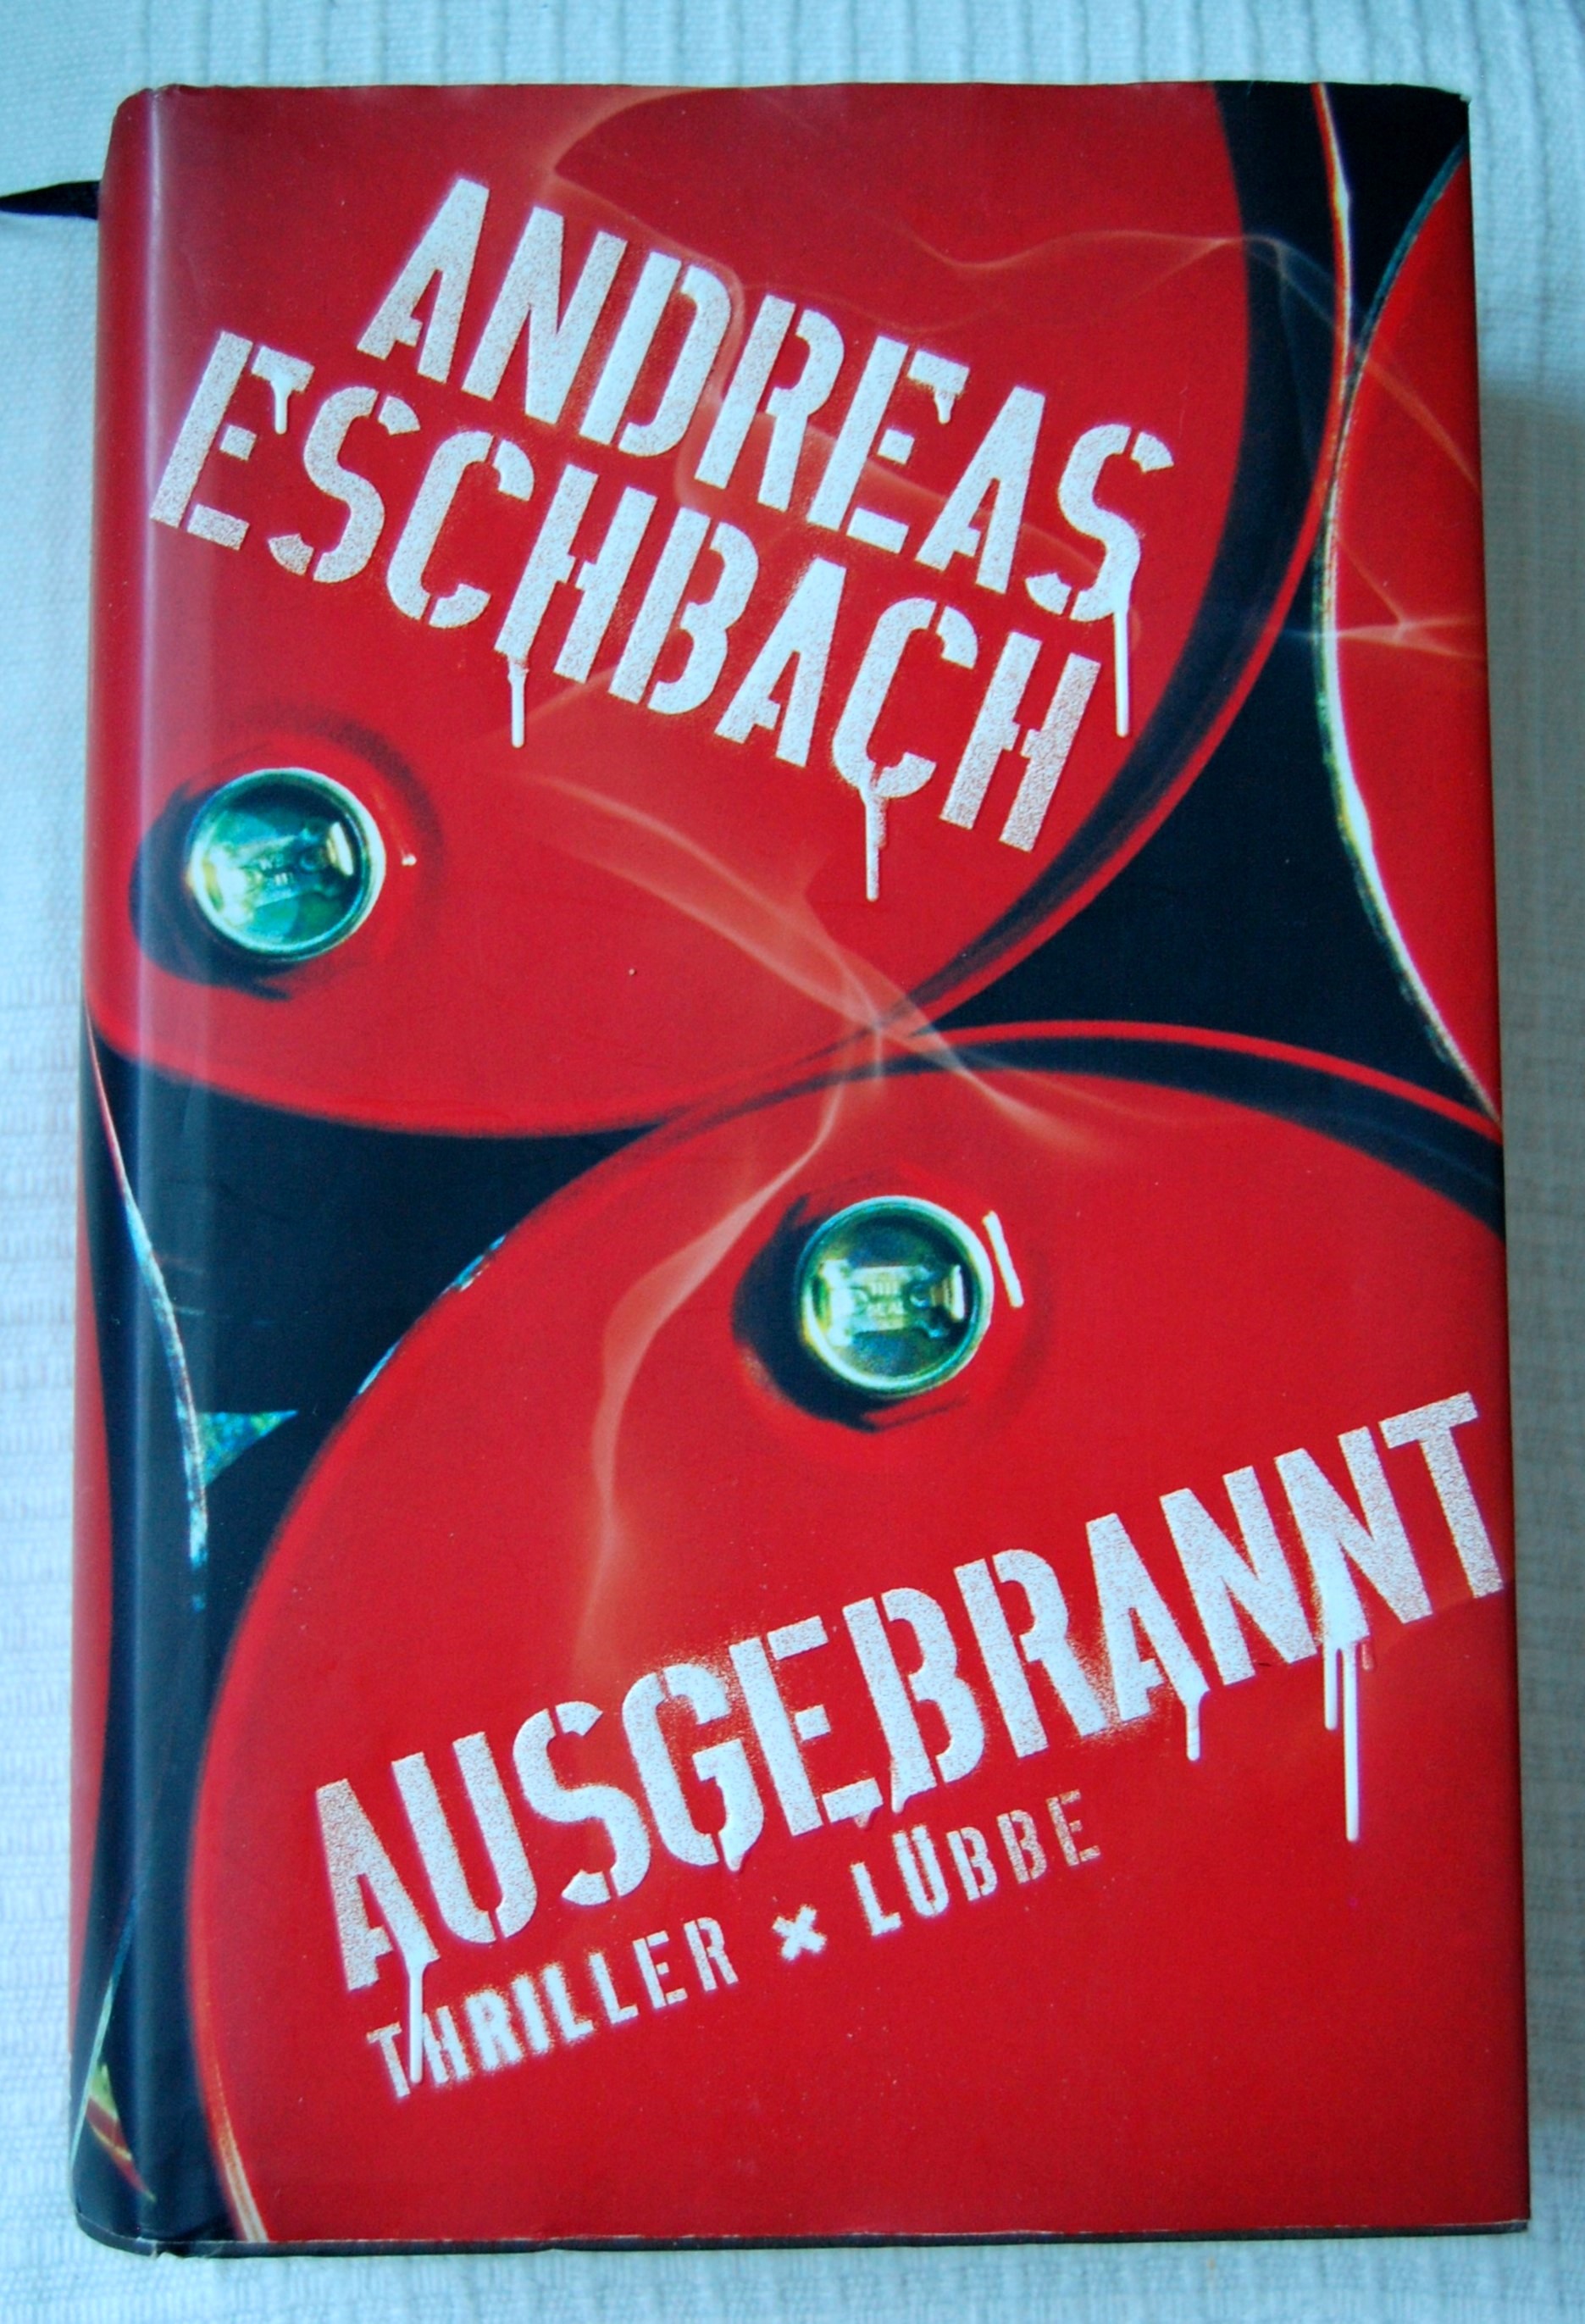 ANDREAS
ESCHBACH
AUSGEBRANNT
THRILLER × LÜBBE